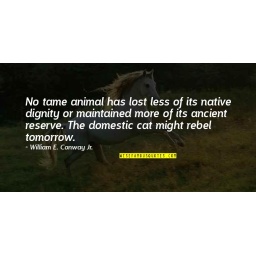 No tame animal has lost less of its native
dignity or maintained more of its ancient
reserve. The domestic cat might rebel
tomorrow.
- William E. Conway Jr.